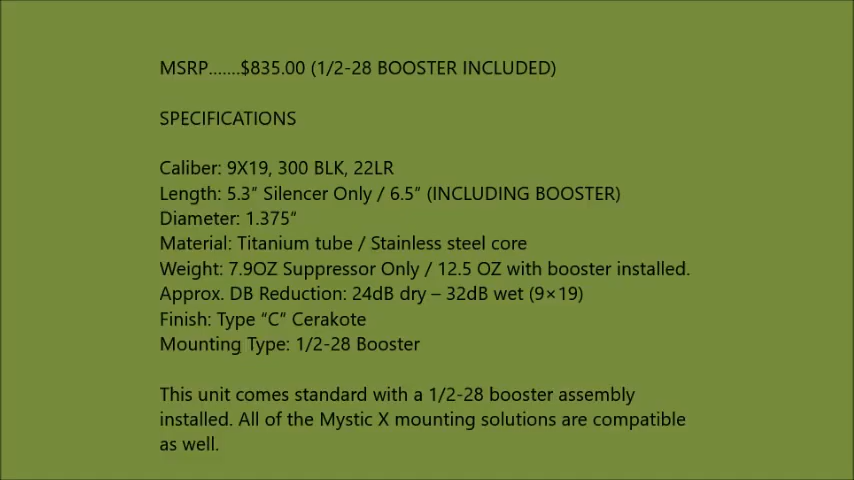 MSRP.......$835.00 (1/2-28 BOOSTER INCLUDED)
SPECIFICATIONS
Caliber: 9X19, 300 BLK, 22LR
Length: 5.3” Silencer Only / 6.5” (INCLUDING BOOSTER)
Diameter: 1.375“
Material: Titanium tube / Stainless steel core
Weight: 7.9OZ Suppressor Only / 12.5 OZ with booster installed.
Approx. DB Reduction: 24dB dry – 32dB wet (9×19)
Finish: Type “C” Cerakote
Mounting Type: 1/2-28 Booster
This unit comes standard with a 1/2-28 booster assembly
installed. All of the Mystic X mounting solutions are compatible
as well.